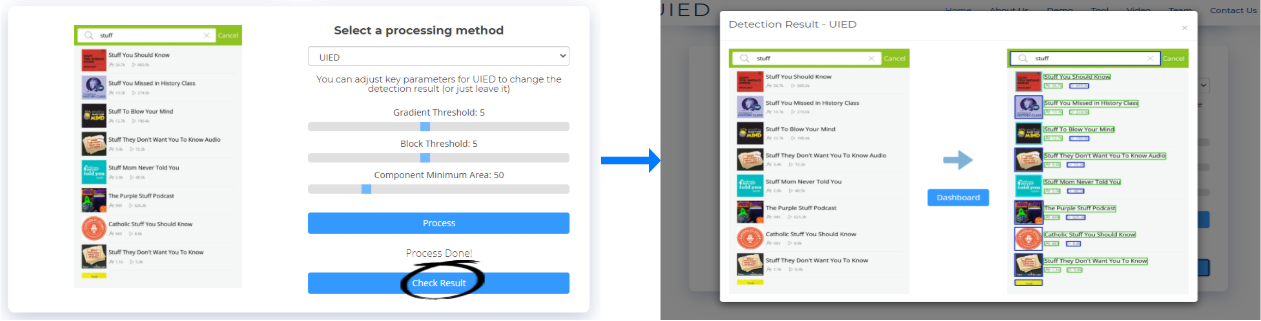 stuff
Cancel
Stuff You Should Know
Stuff You Missed in History Class
Stuff To Blow Your Mind
Stuff They Don't Want You To Know Audio
Stuff Mom Never Told You
The Purple Stuff Podcast
Catholic Stuff You Should Know
Stuff They Don't Want You To Know
Select a processing method
UIED
You can adjust key parameters for UIED to change the
detection result (or just leave it)
Gradient Threshold: 5
Block Threshold: 5
Component Minimum Area: 50
Process
Process Done!
Check Result
UIED
Home
About Us
Demo
Tool
Video
Team
Contact Us
Detection Result - UIED
×
stuff
Cancel
Stuff You Should Know
Stuff You Missed In History Class
Stuff To Blow Your Mind
Stuff They Don't Want You To Know Audio
Stuff Mom Never Told You
The Purple Stuff Podcast
Catholic Stuff You Should Know
Stuff They Don't Want You To Know
Dashboard
stuff
Cancel
Stuff You Should Know
Stuff You Missed In History Class
Stuff To Blow Your Mind
Stuff They Don't Want You To Know Audio
Stuff Mom Never Told You
The Purple Stuff Podcast
Catholic Stuff You Should Know
Stuff They Don't Want You To Know